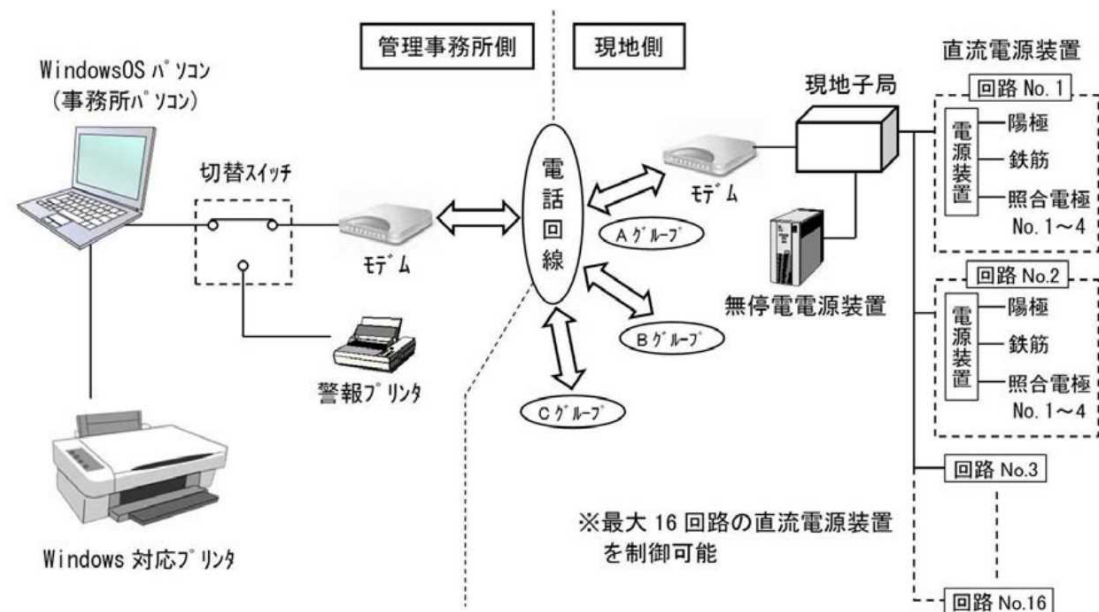 管理事務所側
現地側
WindowsOS ﾊﾟｿｺﾝ
(事務所ﾊﾟｿｺﾝ)
切替ｽｲｯﾁ
ﾓﾃﾞﾑ
警報ﾌﾟﾘﾝﾀ
Windows 対応ﾌﾟﾘﾝﾀ
電話回線
Aｸﾞﾙｰﾌﾟ
Bｸﾞﾙｰﾌﾟ
Cｸﾞﾙｰﾌﾟ
ﾓﾃﾞﾑ
現地子局
無停電電源装置
直流電源装置
回路 No.1
電源装置
陽極
鉄筋
照合電極
No.1～4
回路 No.2
電源装置
陽極
鉄筋
照合電極
No.1～4
回路 No.3
回路 No.16
※最大 16 回路の直流電源装置
を制御可能